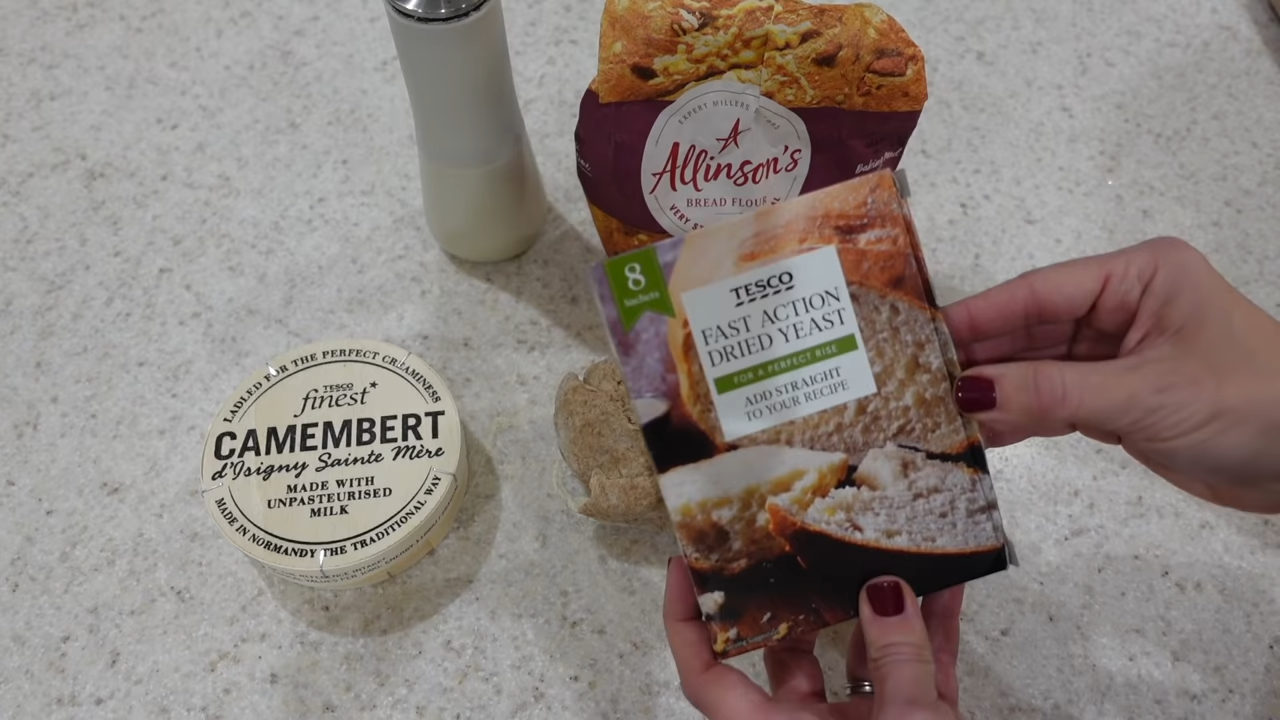 EXPERT MILLERS
Allinson's
BREAD FLOUR
VERY
Baking
8
Sachets
TESCO
FAST ACTION
DRIED YEAST
FOR A PERFECT RISE
ADD STRAIGHT
TO YOUR RECIPE
LADLED FOR THE PERFECT CREAMINESS
TESCO
finest*
CAMEMBERT
d'Isigny Sainte Mère
MADE WITH
UNPASTEURISED
MILK
MADE IN NORMANDY THE TRADITIONAL WAY